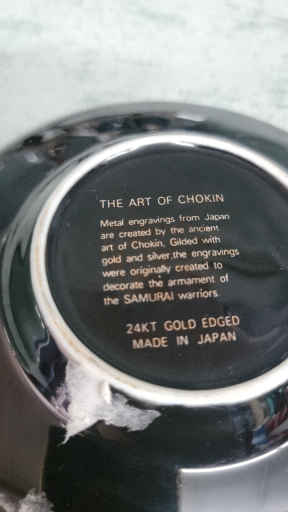 THE ART OF CHOKIN
Metal engravings from Japan
are created by the ancient
art of Chokin. Gilded with
gold and silver,the engravings
were originally created to
decorate the armament of
the SAMURAI warriors.
24KT GOLD EDGED
MADE IN JAPAN